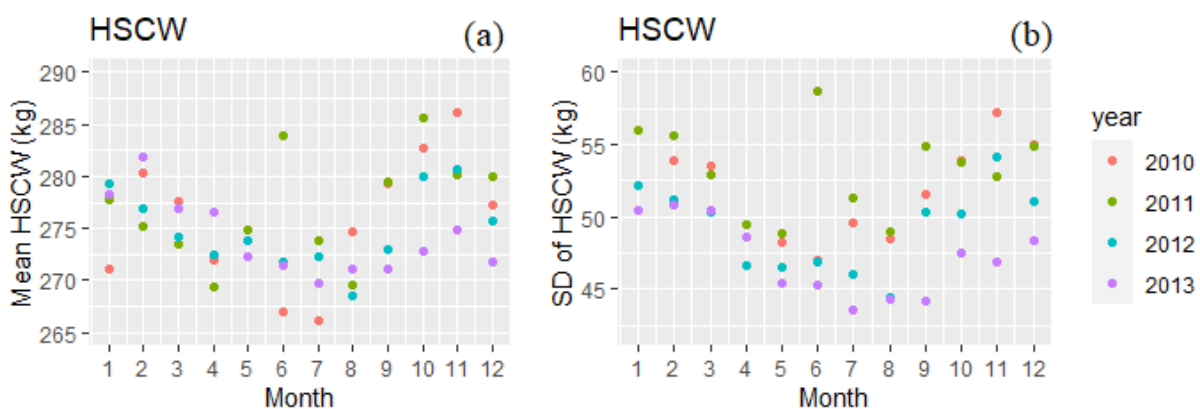 HSCW (a)
Mean HSCW (kg)
290
285
280
275
270
265
1 2 3 4 5 6 7 8 9 10 11 12
Month
HSCW (b)
SD of HSCW (kg)
60
55
50
45
1 2 3 4 5 6 7 8 9 10 11 12
Month
year
2010
2011
2012
2013